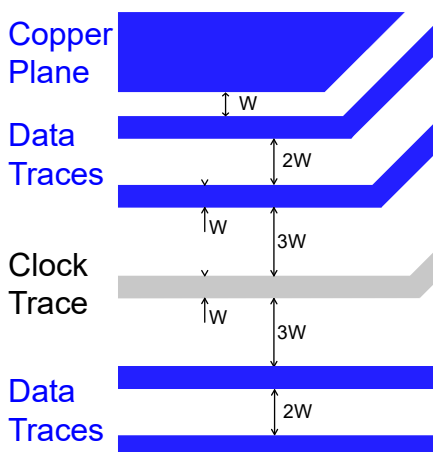 Copper
Plane
W
Data
Traces
2W
W
3W
Clock
Trace
W
3W
Data
Traces
2W